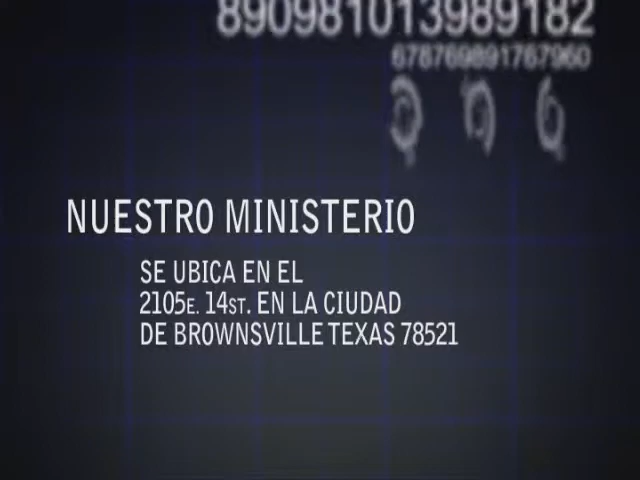 890981013989182
678769891767960
NUESTRO MINISTERIO
SE UBICA EN EL
2105E. 14ST. EN LA CIUDAD
DE BROWNSVILLE TEXAS 78521